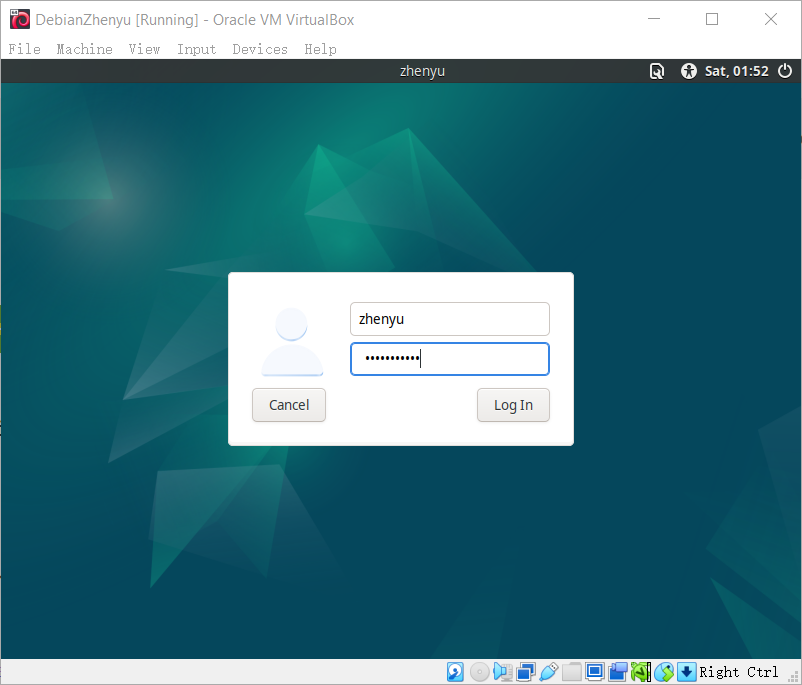 DebianZhenyu [Running] - Oracle VM VirtualBox
File Machine View Input Devices Help
zhenyu Sat, 01:52
zhenyu
•••••••••••
Cancel Log In
Right Ctrl